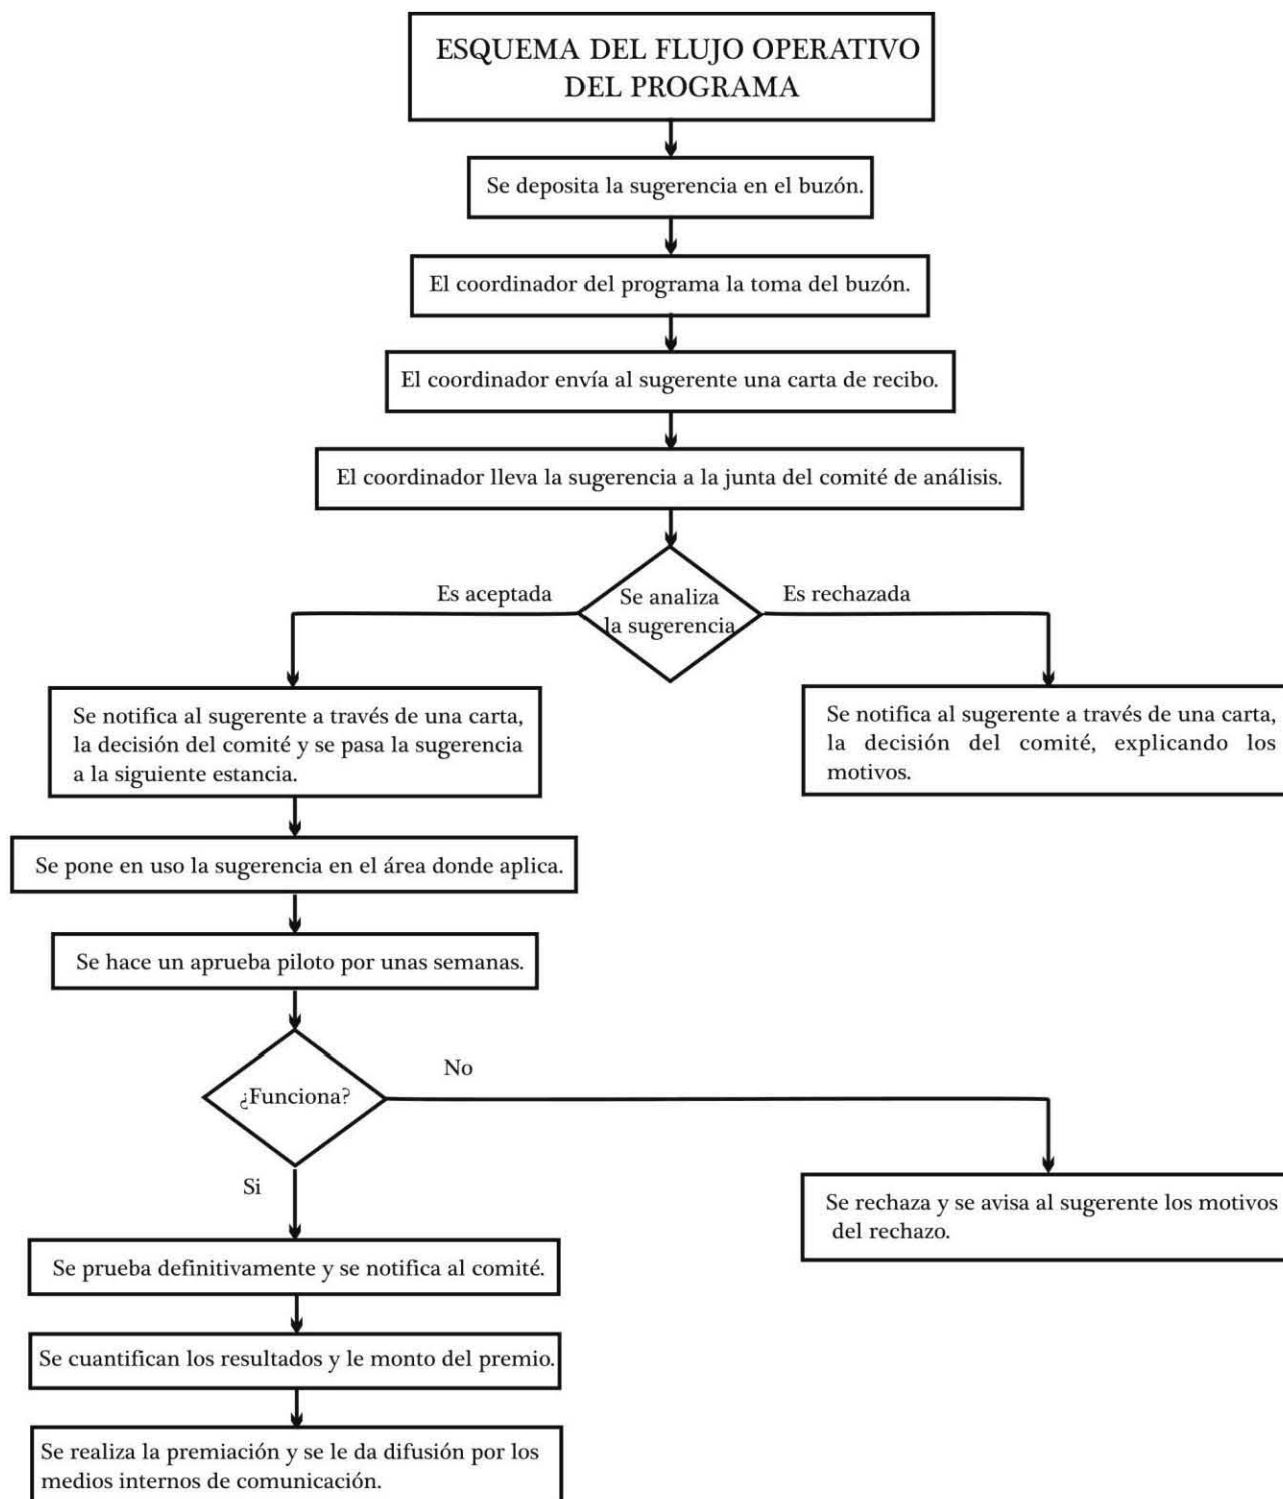 ESQUEMA DEL FLUJO OPERATIVO
DEL PROGRAMA
Se deposita la sugerencia en el buzón.
El coordinador del programa la toma del buzón.
El coordinador envía al sugerente una carta de recibo.
El coordinador lleva la sugerencia a la junta del comité de análisis.
Es aceptada
Se analiza
la sugerencia
Es rechazada
Se notifica al sugerente a través de una carta,
la decisión del comité y se pasa la sugerencia
a la siguiente estancia.
Se notifica al sugerente a través de una carta,
la decisión del comité, explicando los
motivos.
Se pone en uso la sugerencia en el área donde aplica.
Se hace un aprueba piloto por unas semanas.
¿Funciona?
No
Si
Se rechaza y se avisa al sugerente los motivos
del rechazo.
Se prueba definitivamente y se notifica al comité.
Se cuantifican los resultados y le monto del premio.
Se realiza la premiación y se le da difusión por los
medios internos de comunicación.